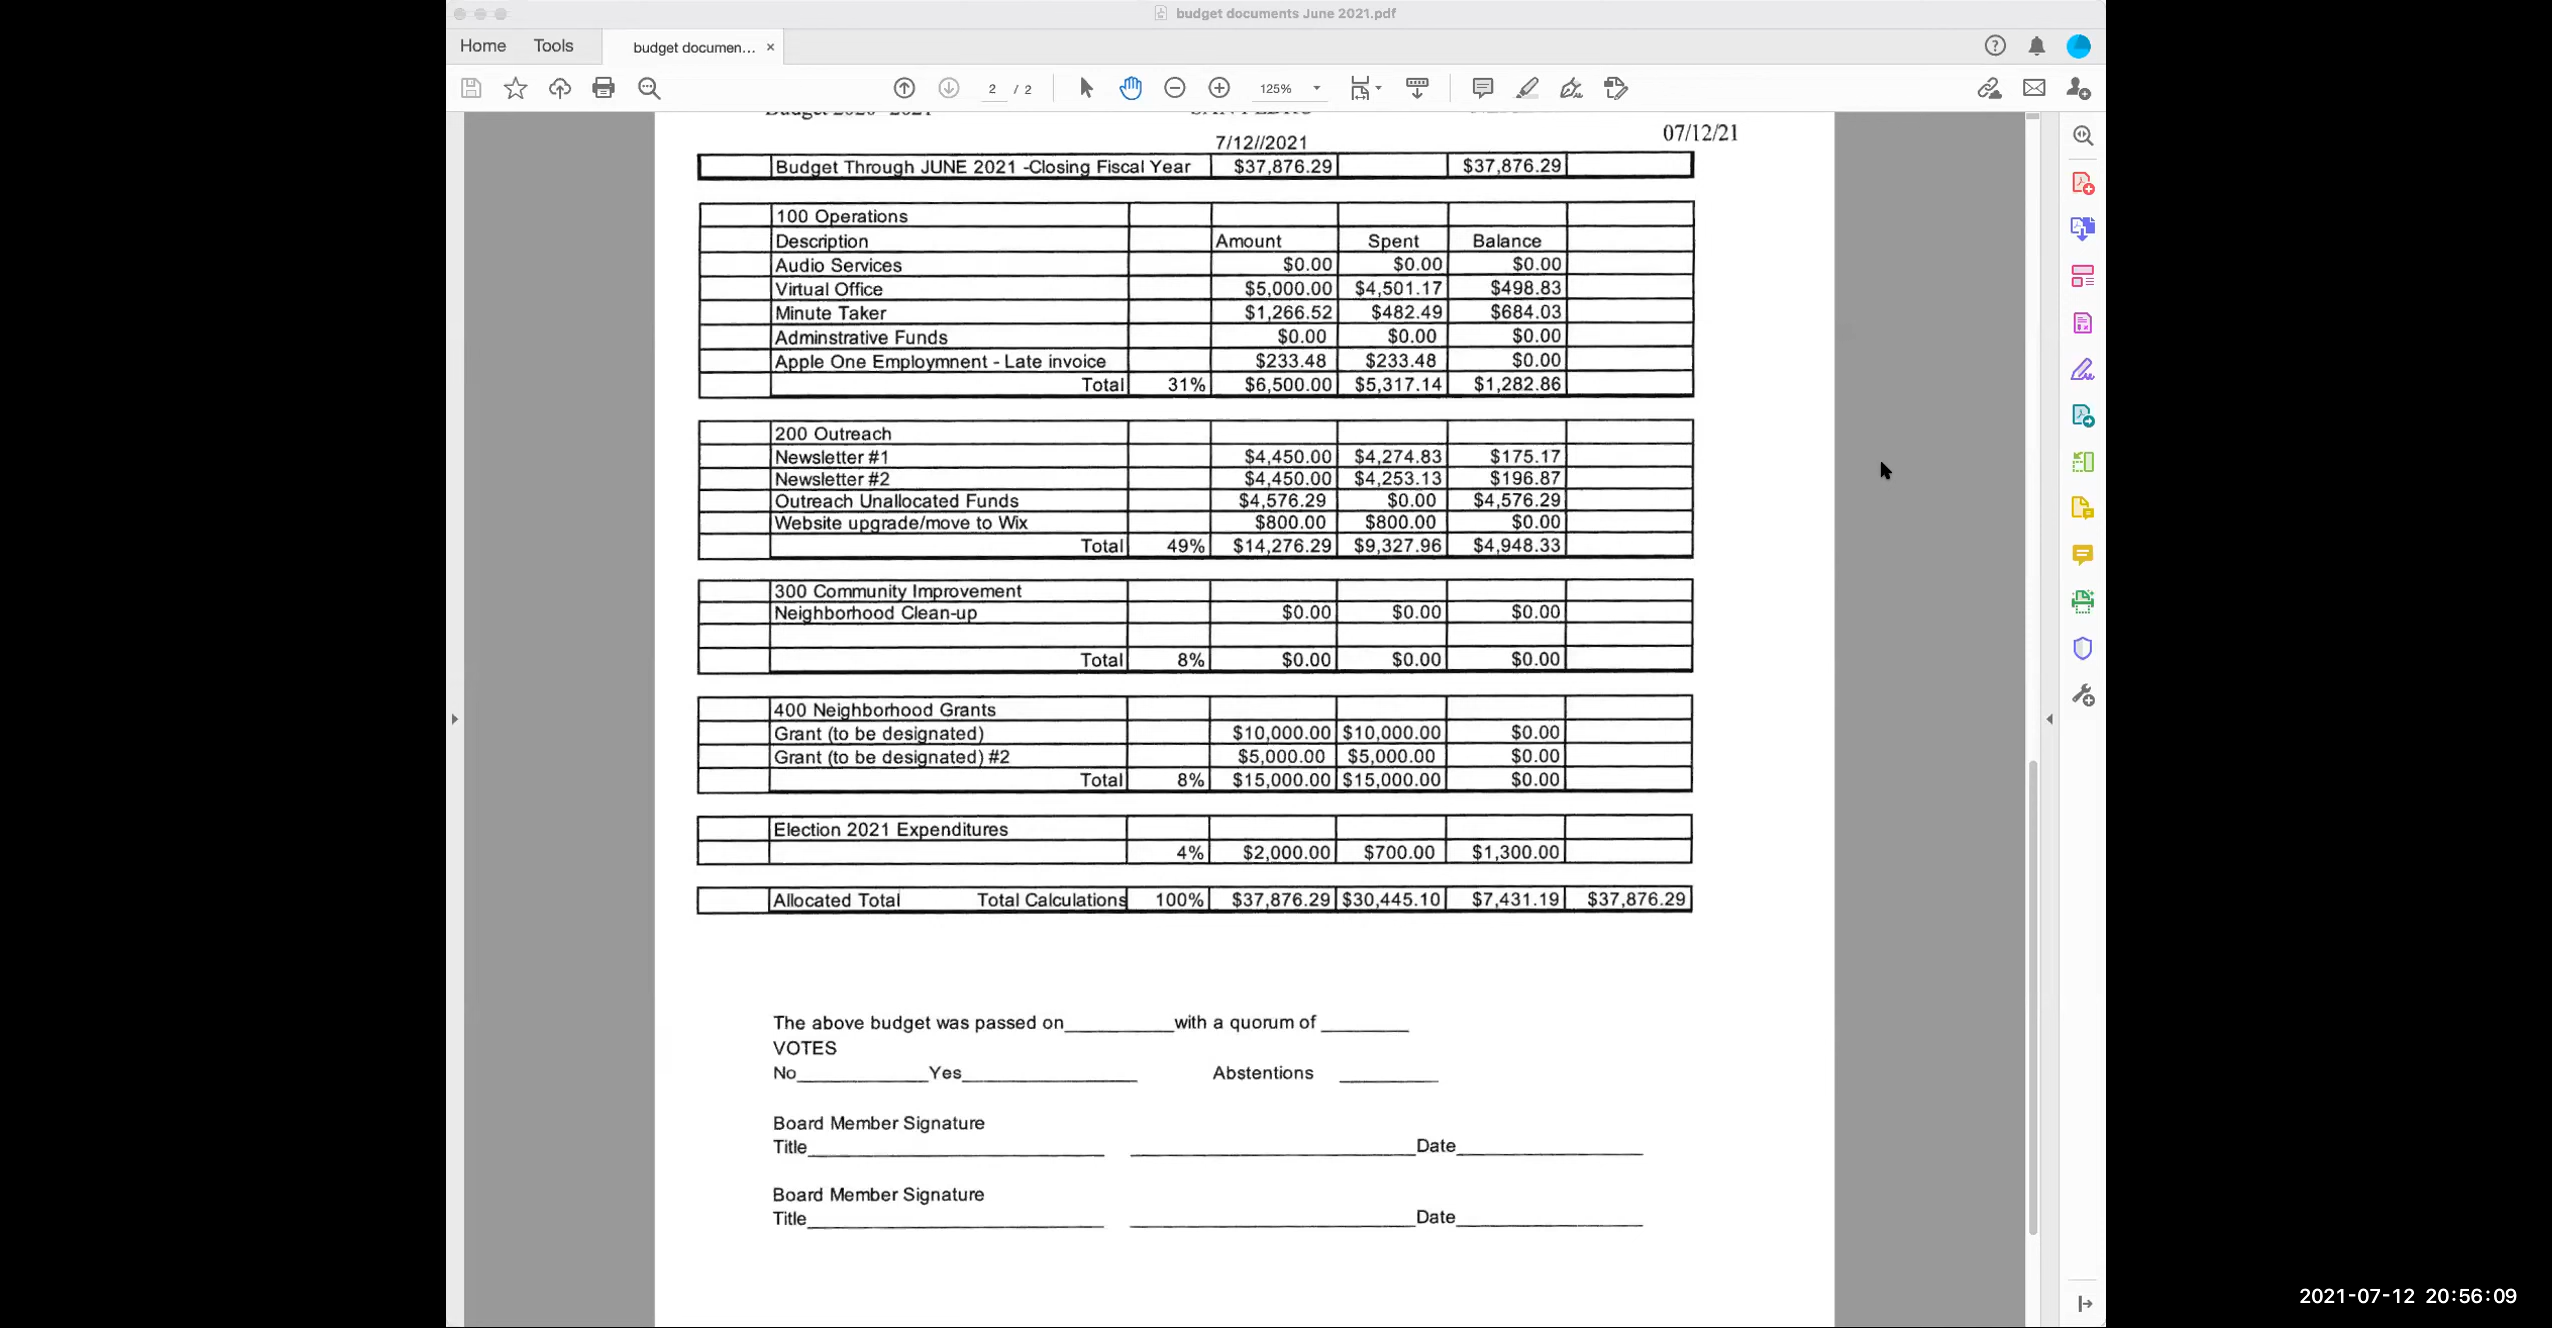 budget documents June 2021.pdf
Home Tools budget documen... ×
2 / 2 125%
07/12/21
7/12//2021
Budget Through JUNE 2021 -Closing Fiscal Year $37,876.29 $37,876.29
100 Operations
Description Amount Spent Balance
Audio Services $0.00 $0.00 $0.00
Virtual Office $5,000.00 $4,501.17 $498.83
Minute Taker $1,266.52 $482.49 $684.03
Adminstrative Funds $0.00 $0.00 $0.00
Apple One Employmnent - Late invoice $233.48 $233.48 $0.00
Total 31% $6,500.00 $5,317.14 $1,282.86
200 Outreach
Newsletter #1 $4,450.00 $4,274.83 $175.17
Newsletter #2 $4,450.00 $4,253.13 $196.87
Outreach Unallocated Funds $4,576.29 $0.00 $4,576.29
Website upgrade/move to Wix $800.00 $800.00 $0.00
Total 49% $14,276.29 $9,327.96 $4,948.33
300 Community Improvement
Neighborhood Clean-up $0.00 $0.00 $0.00
Total 8% $0.00 $0.00 $0.00
400 Neighborhood Grants
Grant (to be designated) $10,000.00 $10,000.00 $0.00
Grant (to be designated) #2 $5,000.00 $5,000.00 $0.00
Total 8% $15,000.00 $15,000.00 $0.00
Election 2021 Expenditures
4% $2,000.00 $700.00 $1,300.00
Allocated Total Total Calculations 100% $37,876.29 $30,445.10 $7,431.19 $37,876.29
The above budget was passed on__________with a quorum of ________
VOTES
No____________Yes________________ Abstentions _________
Board Member Signature
Title___________________________ __________________________Date_________________
Board Member Signature
Title___________________________ __________________________Date_________________
2021-07-12 20:56:09